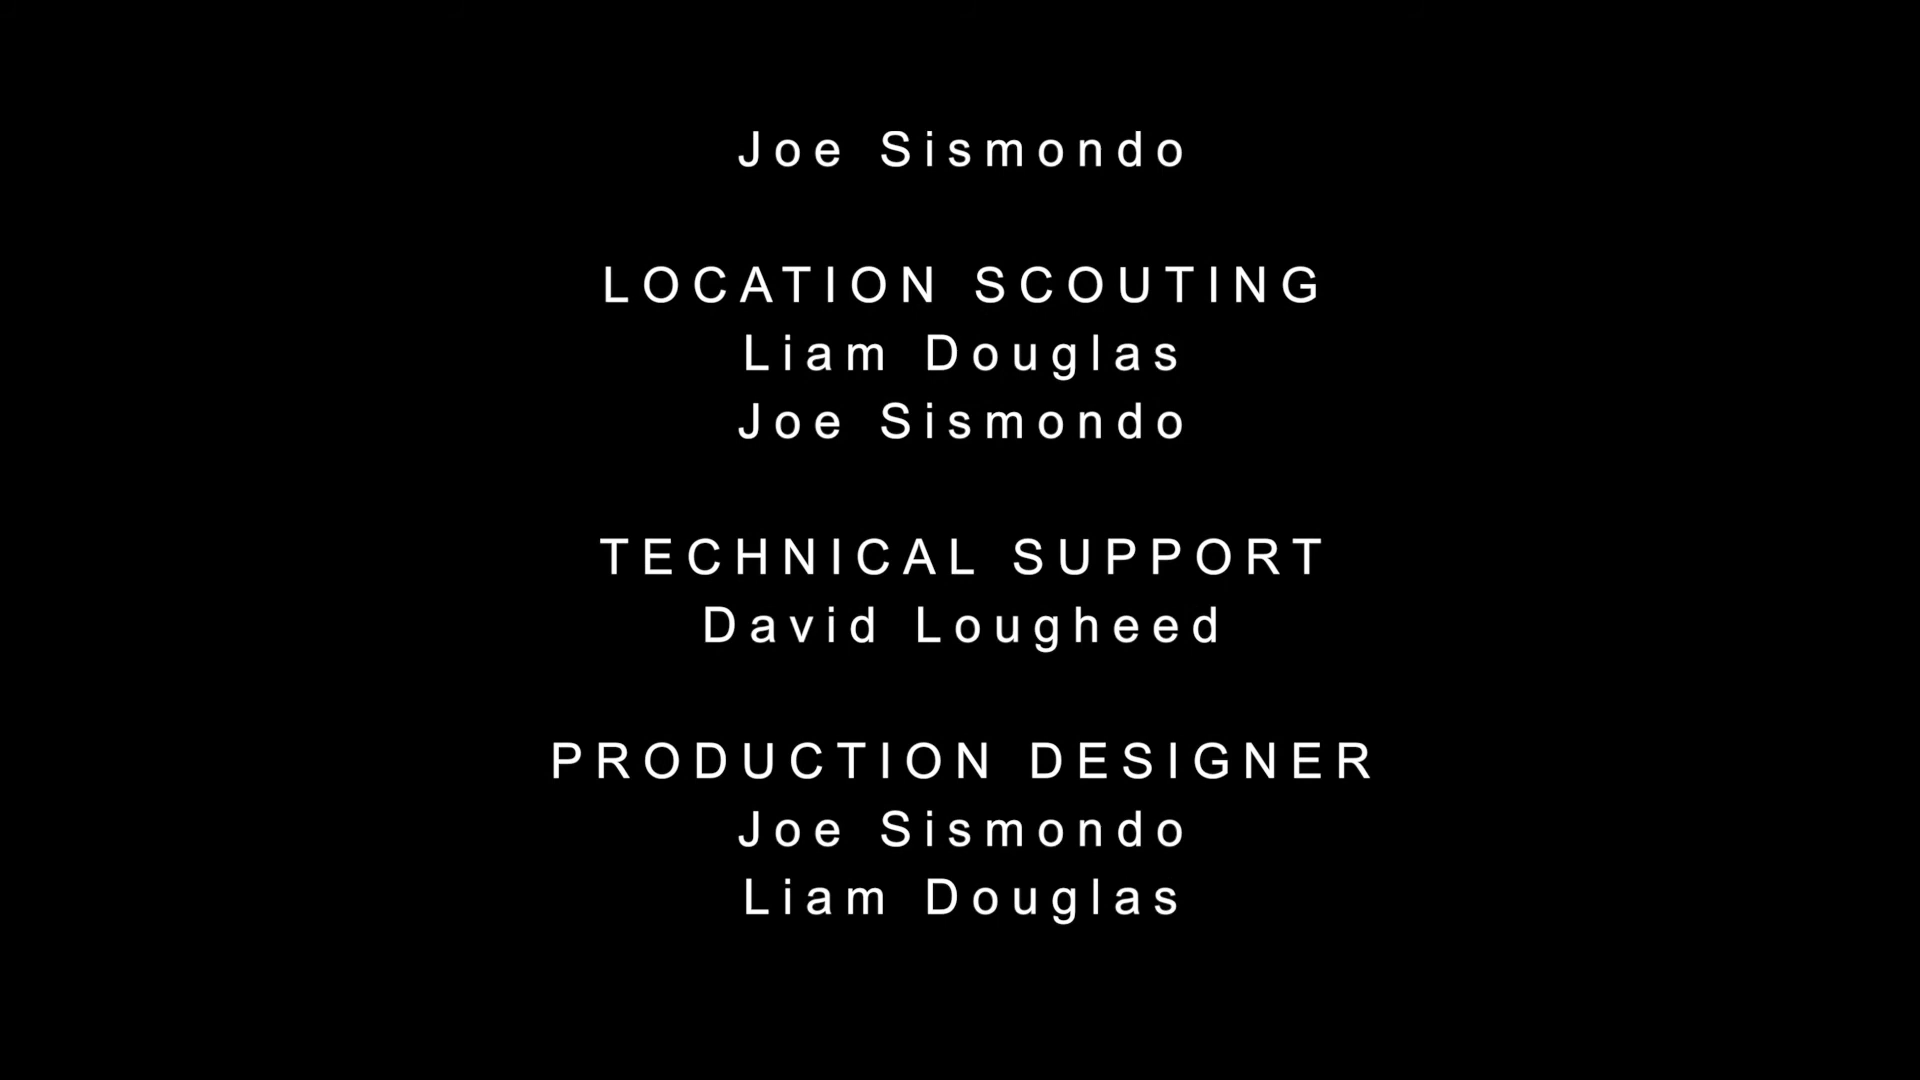 Joe Sismondo
LOCATION SCOUTING
Liam Douglas
Joe Sismondo
TECHNICAL SUPPORT
David Lougheed
PRODUCTION DESIGNER
Joe Sismondo
Liam Douglas